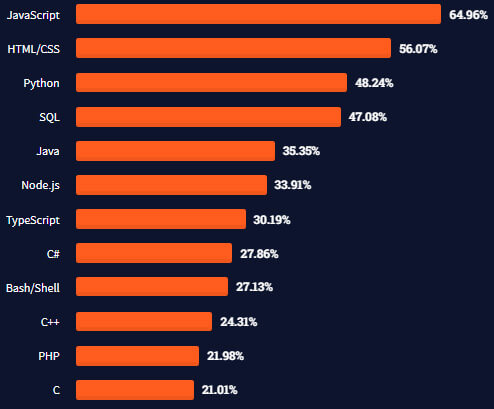 JavaScript 64.96%
HTML/CSS 56.07%
Python 48.24%
SQL 47.08%
Java 35.35%
Node.js 33.91%
TypeScript 30.19%
C# 27.86%
Bash/Shell 27.13%
C++ 24.31%
PHP 21.98%
C 21.01%